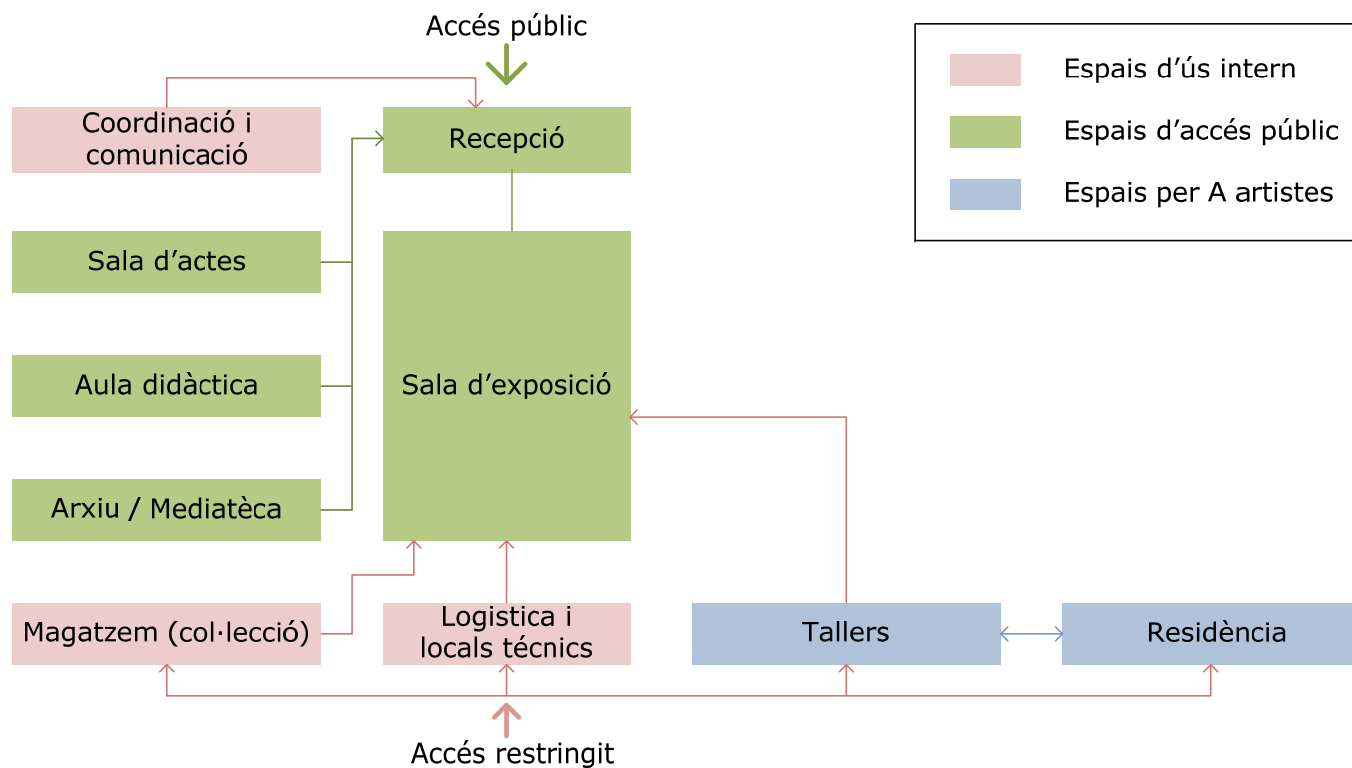 Accés públic
Espais d'ús intern
Coordinació i
comunicació
Recepció
Espais d'accés públic
Espais per A artistes
Sala d'actes
Aula didàctica
Sala d'exposició
Arxiu / Mediatèca
Magatzem (col·lecció)
Logistica i
locals técnics
Tallers
Residència
Accés restringit